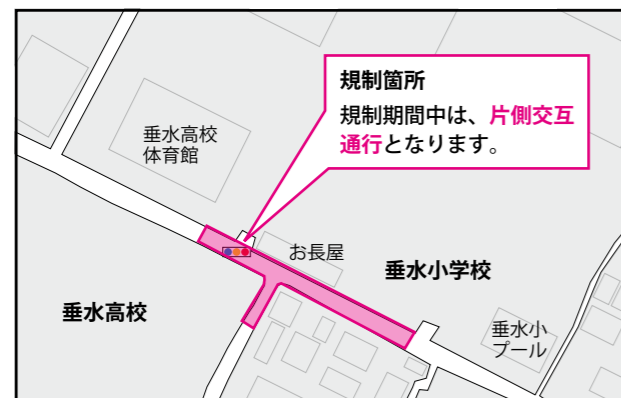 規制箇所
規制期間中は、片側交互
通行となります。
垂水高校
体育館
お長屋
垂水小学校
垂水高校
垂水小
プール